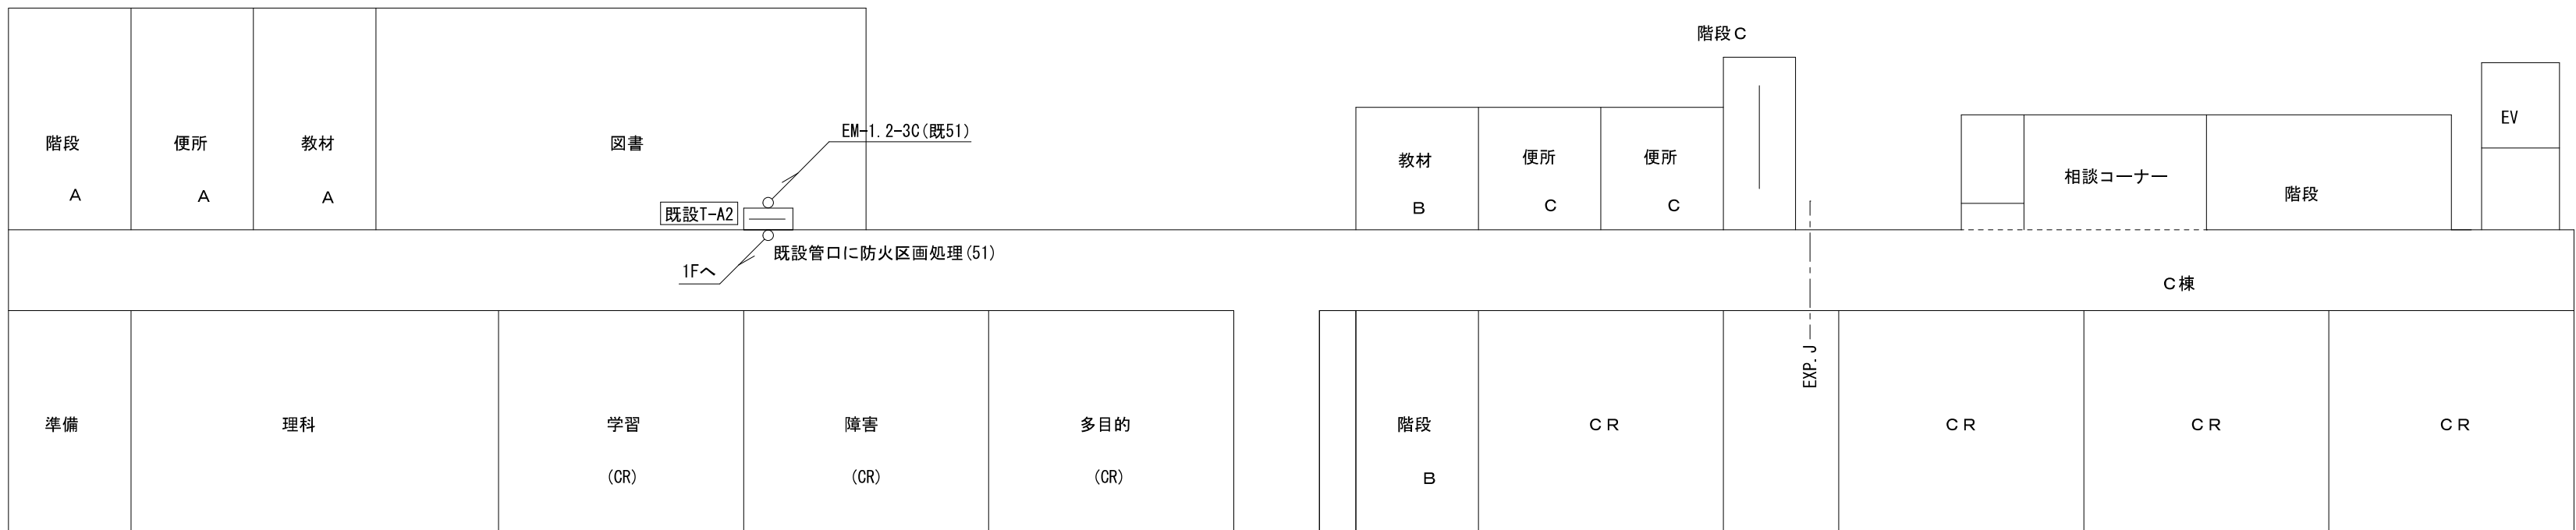 階段C
EV
EM-1.2-3C(既51)
階段
A
便所
A
教材
A
図書
教材
B
便所
C
便所
C
相談コーナー
階段
既設T-A2
既設管口に防火区画処理(51)
1Fへ
C棟
EXP.J
準備
理科
学習
(CR)
障害
(CR)
多目的
(CR)
階段
B
CR
CR
CR
CR